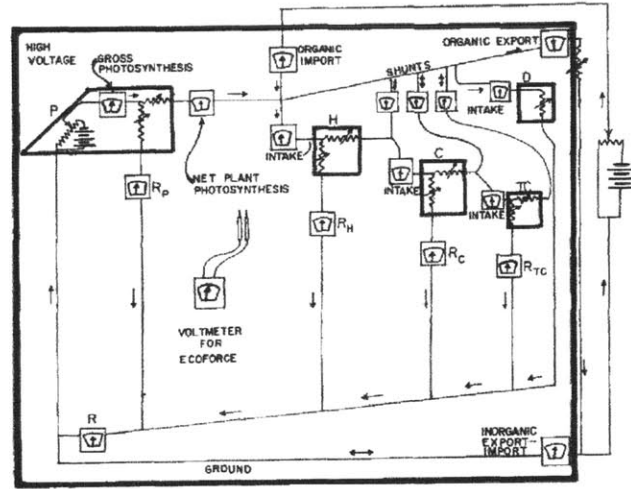 HIGH
VOLTAGE
GROSS
PHOTOSYNTHESIS
P
ORGANIC
IMPORT
ORGANIC EXPORT
SHUNTS
D
INTAKE
H
INTAKE
NET PLANT
PHOTOSYNTHESIS
C
INTAKE
TC
INTAKE
RP
RH
RC
RTC
VOLTMETER
FOR
ECOFORCE
R
GROUND
INORGANIC
EXPORT-
IMPORT